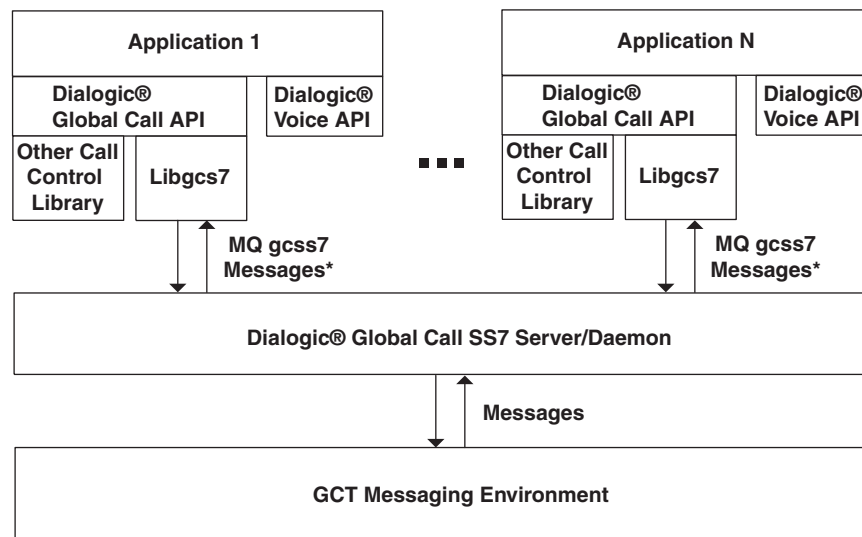 Application 1
Dialogic®
Global Call API
Dialogic®
Voice API
Other Call
Control
Library
Libgcs7
MQ gcss7
Messages*
Application N
Dialogic®
Global Call API
Dialogic®
Voice API
Other Call
Control
Library
Libgcs7
MQ gcss7
Messages*
Dialogic® Global Call SS7 Server/Daemon
Messages
GCT Messaging Environment